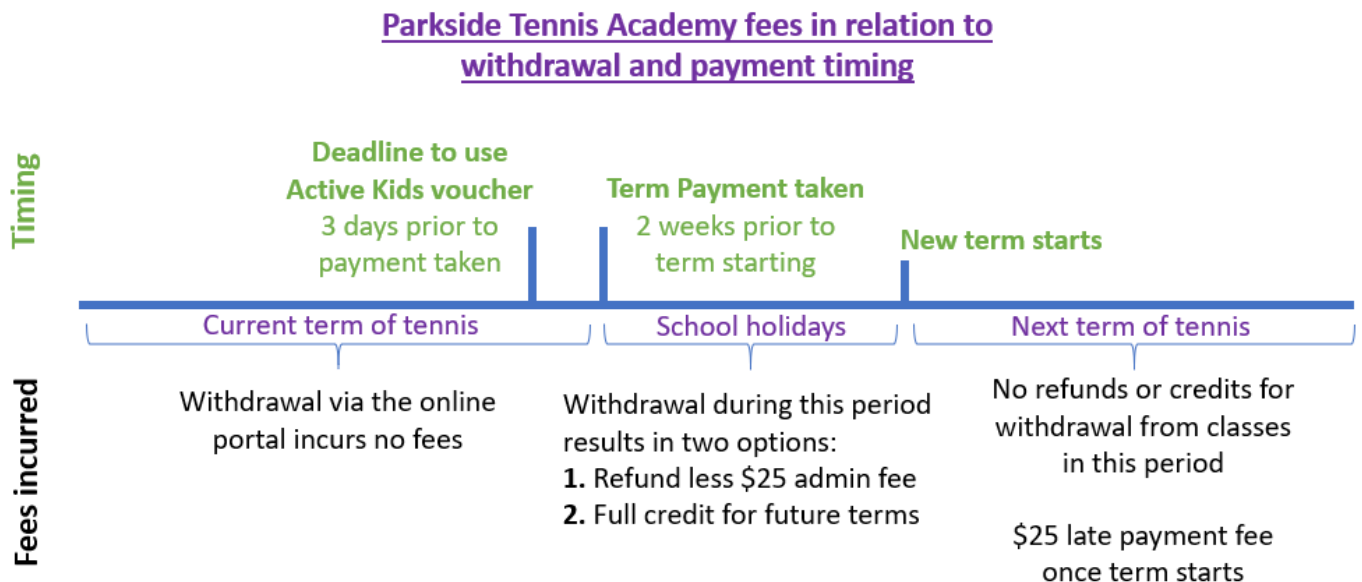 Parkside Tennis Academy fees in relation to
withdrawal and payment timing
Timing
Deadline to use
Active Kids voucher
3 days prior to
payment taken
Term Payment taken
2 weeks prior to
term starting
New term starts
Current term of tennis
School holidays
Next term of tennis
Fees incurred
Withdrawal via the online
portal incurs no fees
Withdrawal during this period
results in two options:
1. Refund less $25 admin fee
2. Full credit for future terms
No refunds or credits for
withdrawal from classes
in this period
$25 late payment fee
once term starts